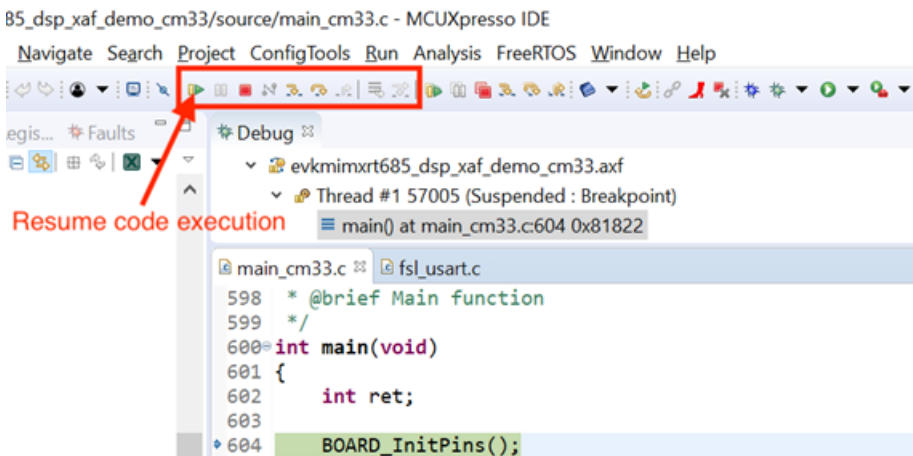 85_dsp_xaf_demo_cm33/source/main_cm33.c - MCUXpresso IDE
Navigate Search Project ConfigTools Run Analysis FreeRTOS Window Help
egis... Faults
Debug
evkmimxrt685_dsp_xaf_demo_cm33.axf
Thread #1 57005 (Suspended : Breakpoint)
main() at main_cm33.c:604 0x81822
Resume code execution
main_cm33.c fsl_usart.c
598 * @brief Main function
599 */
600 int main(void)
601 {
602 int ret;
603
604 BOARD_InitPins();